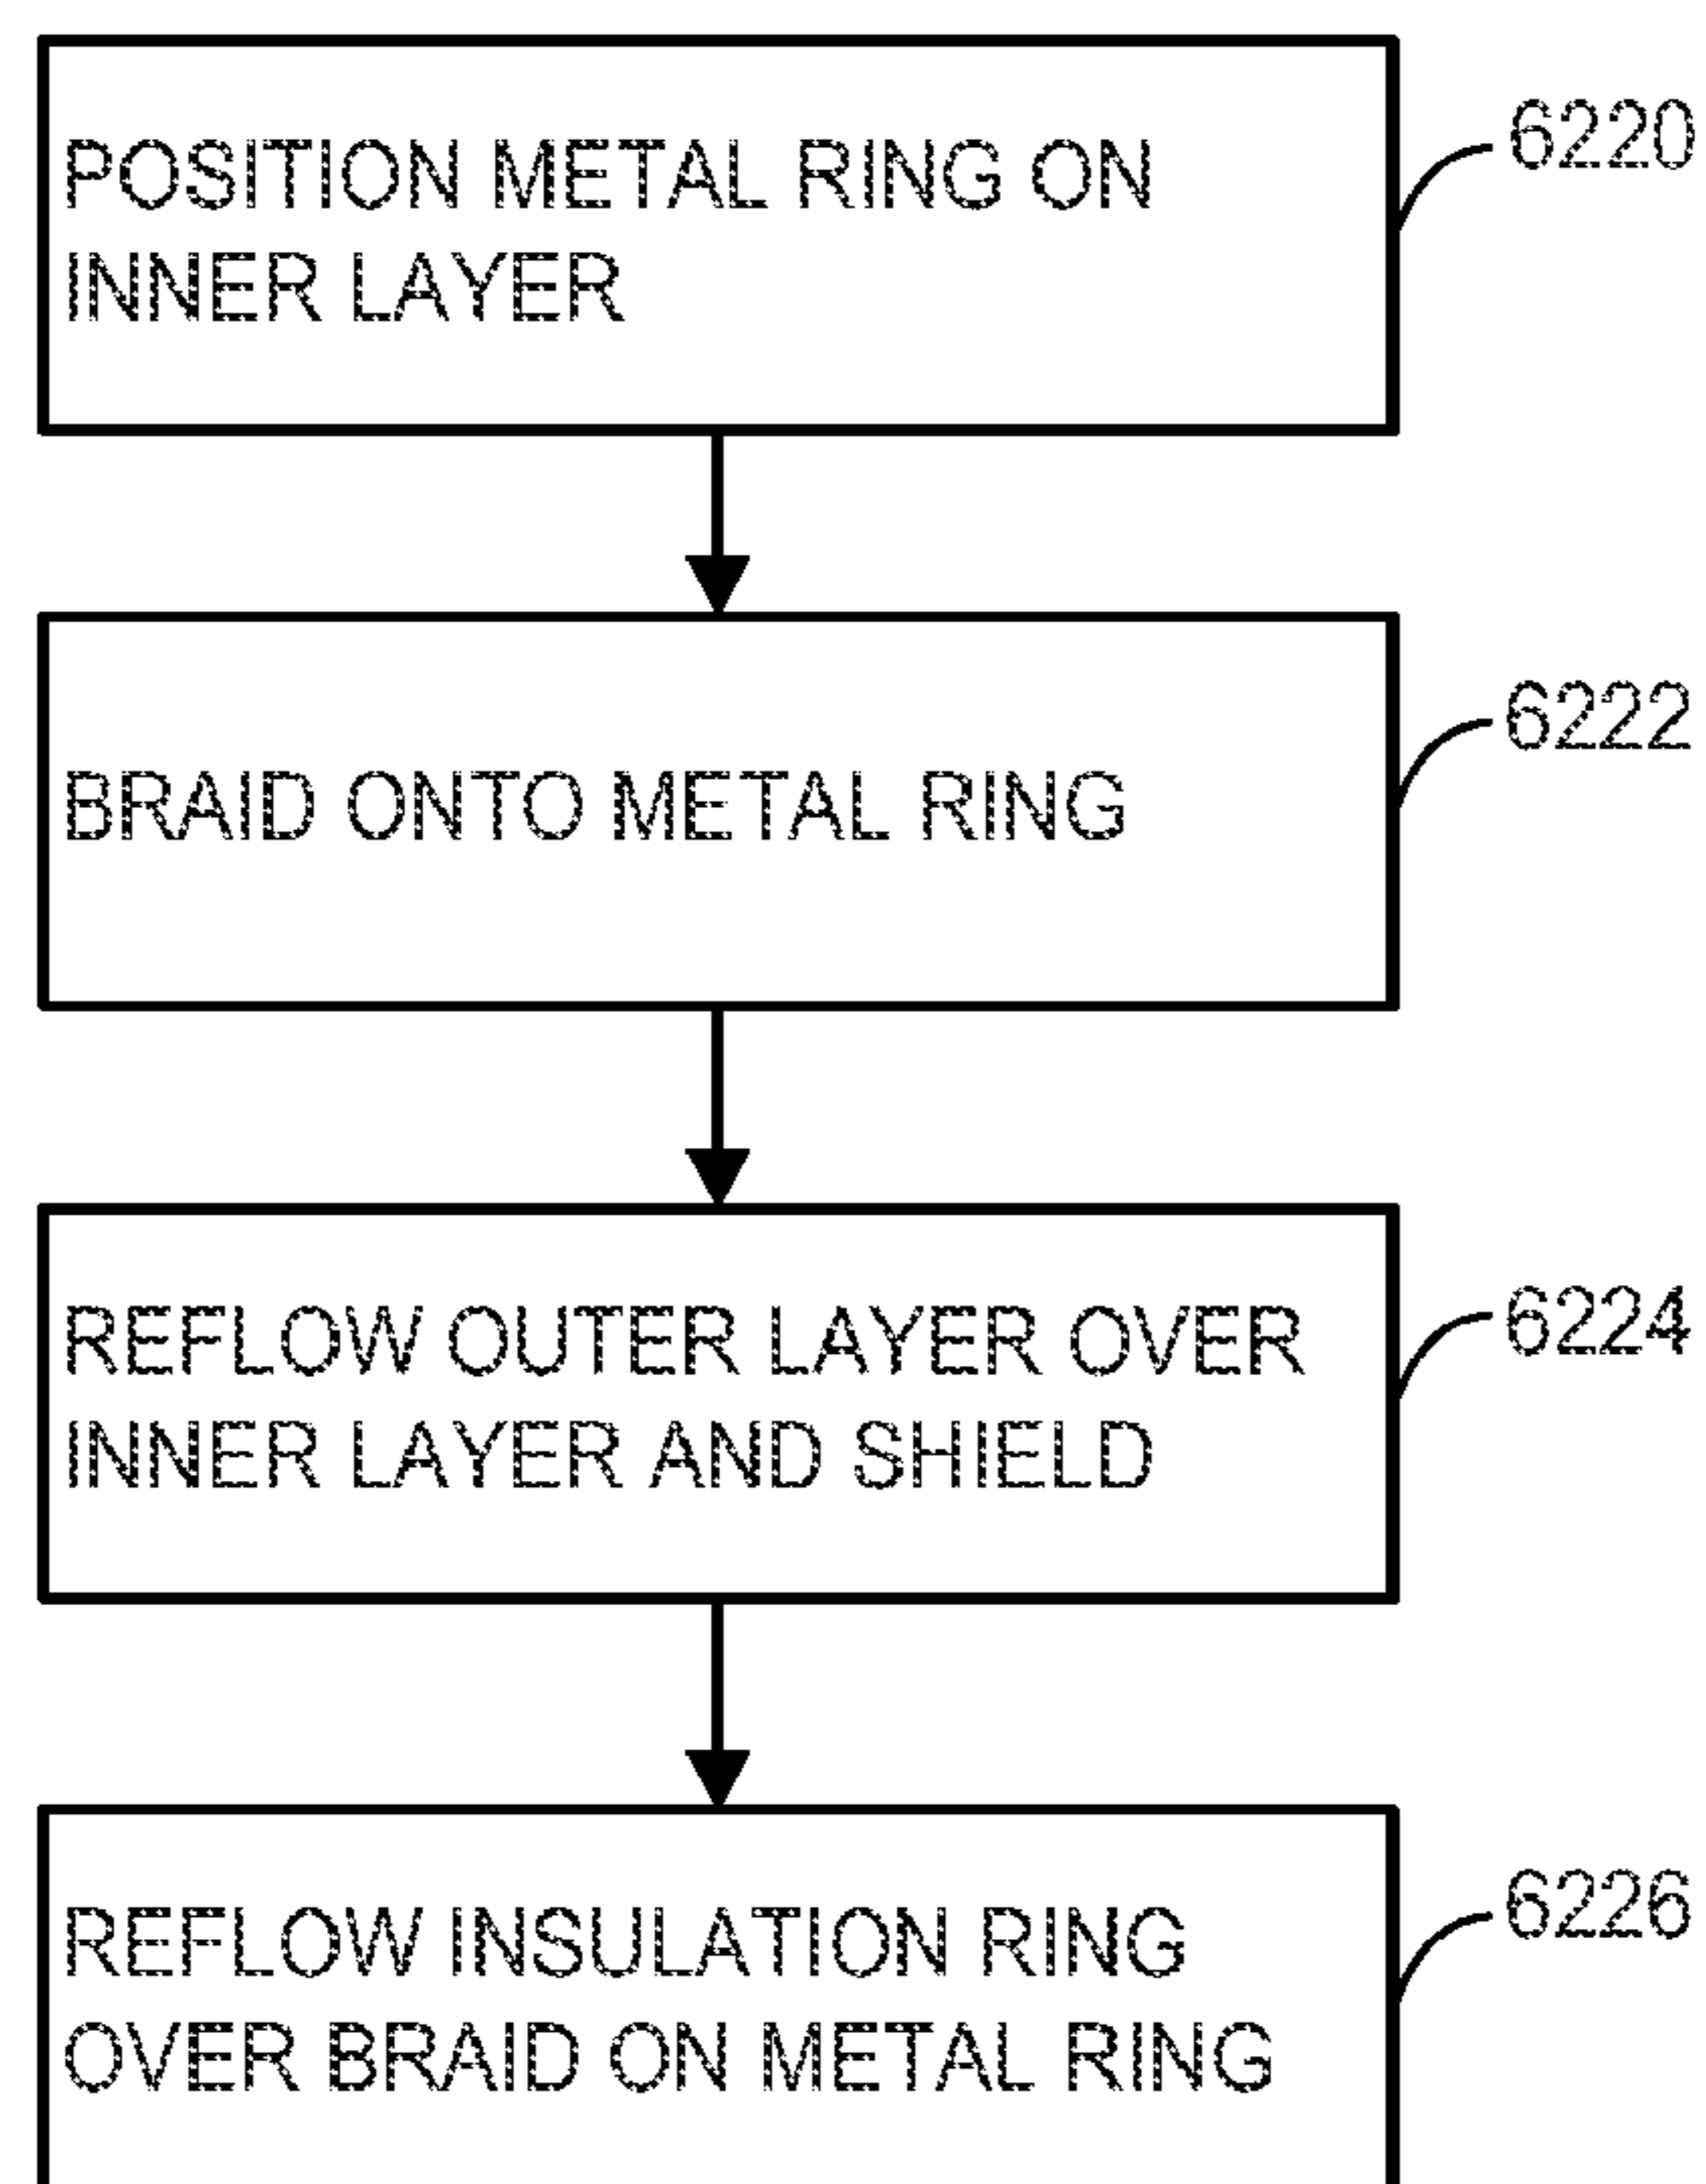 POSITION METAL RING ON
INNER LAYER
6220
BRAID ONTO METAL RING
6222
REFLOW OUTER LAYER OVER
INNER LAYER AND SHIELD
6224
REFLOW INSULATION RING
OVER BRAID ON METAL RING
6226